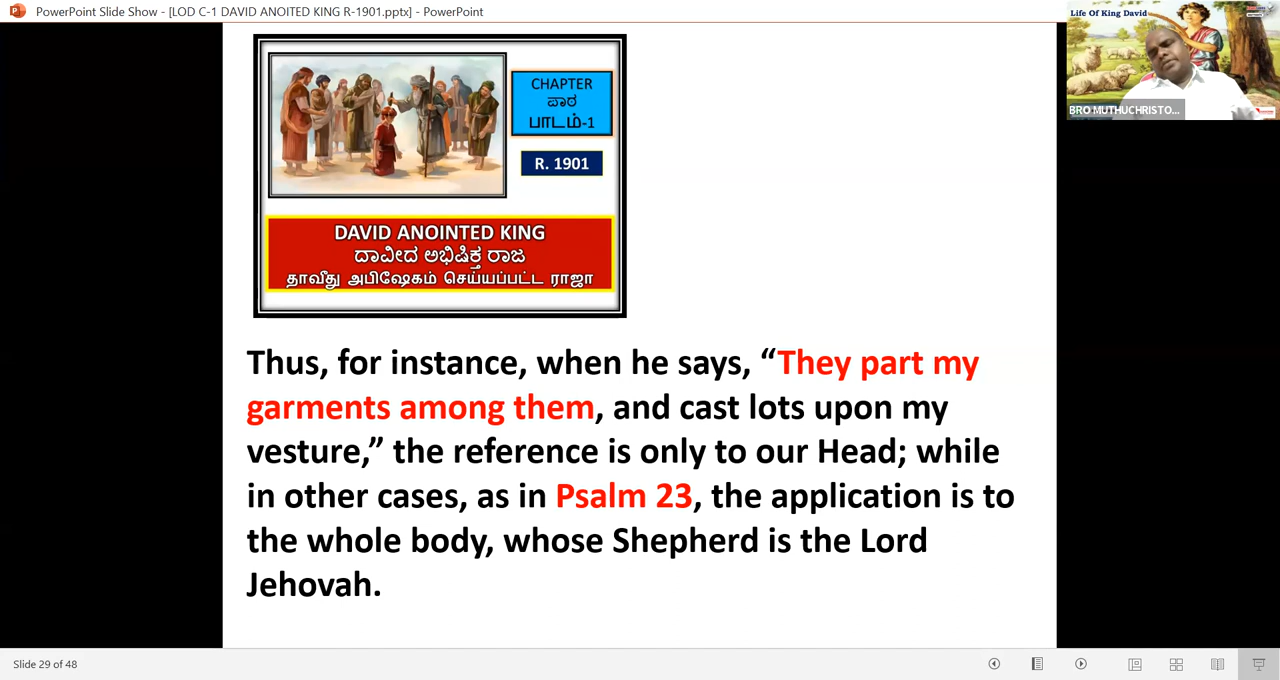 PowerPoint Slide Show - [LOD C-1 DAVID ANOITED KING R-1901.pptx] - PowerPoint
Life Of King David
BRO MUTHUCHRISTO...
CHAPTER
ಪಾಠ
பாடம்-1
R. 1901
DAVID ANOINTED KING
ದಾವೀದ ಅಭಿಷಿಕ್ತ ರಾಜ
தாவீது அபிஷேகம் செய்யப்பட்ட ராஜா
Thus, for instance, when he says, “They part my
garments among them, and cast lots upon my
vesture,” the reference is only to our Head; while
in other cases, as in Psalm 23, the application is to
the whole body, whose Shepherd is the Lord
Jehovah.
Slide 29 of 48